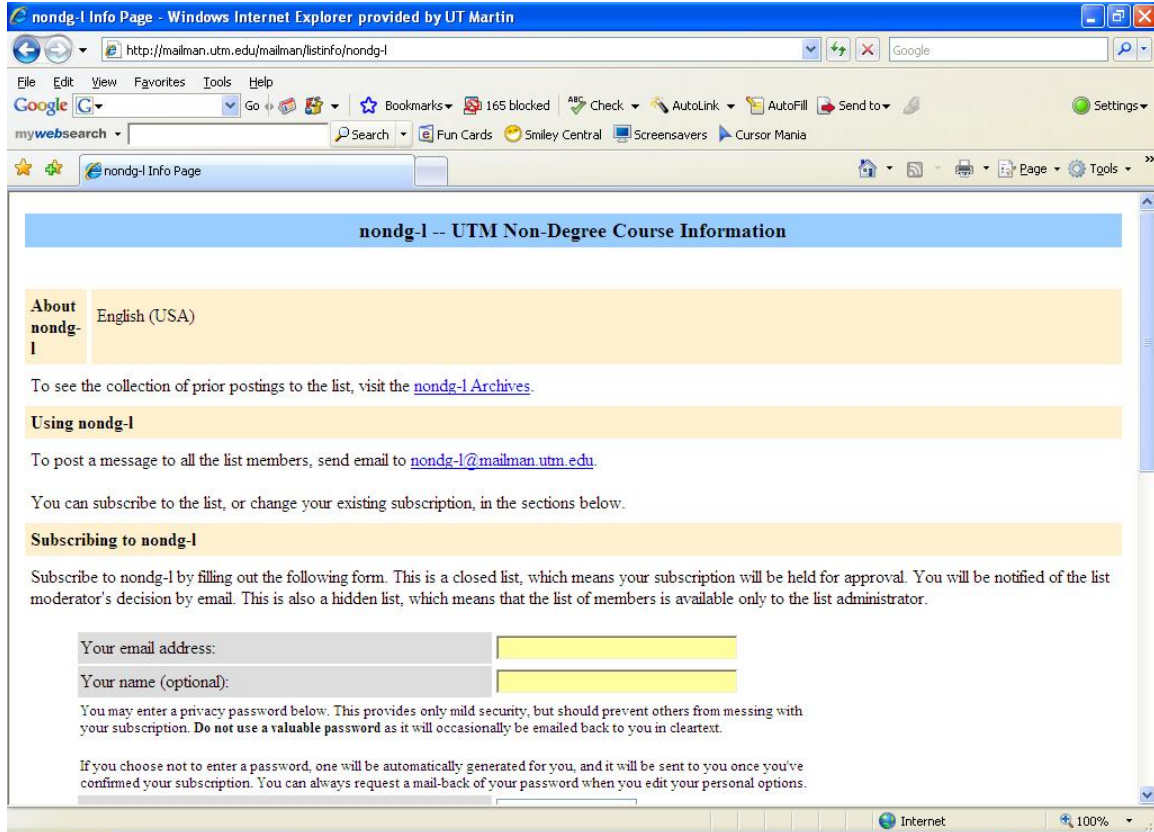 nondg-l Info Page - Windows Internet Explorer provided by UT Martin
http://mailman.utm.edu/mailman/listinfo/nondg-l Google
File Edit View Favorites Tools Help
Google G Go Bookmarks 165 blocked ABC Check AutoLink AutoFill Send to Settings
mywebsearch Search Fun Cards Smiley Central Screensavers Cursor Mania
nondg-l Info Page Page Tools »
nondg-l -- UTM Non-Degree Course Information
About
nondg-
l
English (USA)
To see the collection of prior postings to the list, visit the nondg-l Archives.
Using nondg-l
To post a message to all the list members, send email to nondg-l@mailman.utm.edu.
You can subscribe to the list, or change your existing subscription, in the sections below.
Subscribing to nondg-l
Subscribe to nondg-l by filling out the following form. This is a closed list, which means your subscription will be held for approval. You will be notified of the list
moderator's decision by email. This is also a hidden list, which means that the list of members is available only to the list administrator.
Your email address:
Your name (optional):
You may enter a privacy password below. This provides only mild security, but should prevent others from messing with
your subscription. Do not use a valuable password as it will occasionally be emailed back to you in cleartext.
If you choose not to enter a password, one will be automatically generated for you, and it will be sent to you once you've
confirmed your subscription. You can always request a mail-back of your password when you edit your personal options.
Internet 100%